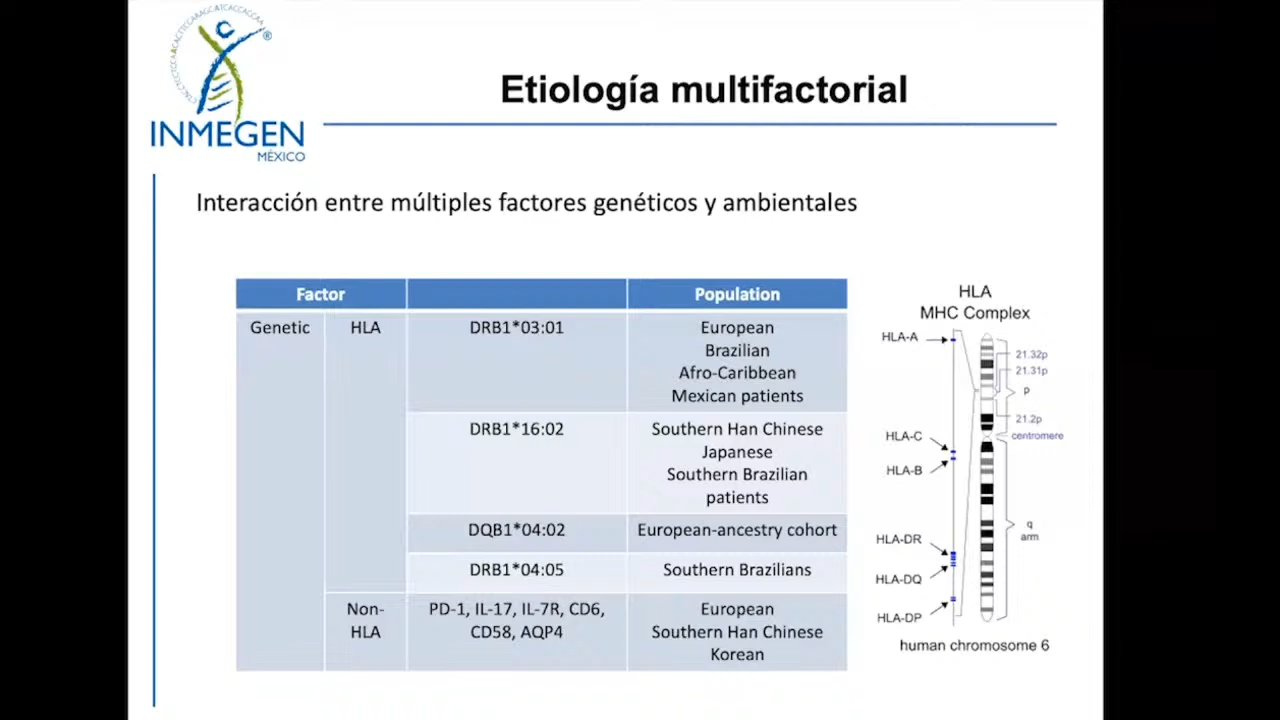 ®
INMEGEN
MÉXICO
Etiología multifactorial
Interacción entre múltiples factores genéticos y ambientales
Factor
Population
Genetic
HLA
DRB1*03:01
European
Brazilian
Afro-Caribbean
Mexican patients
DRB1*16:02
Southern Han Chinese
Japanese
Southern Brazilian
patients
DQB1*04:02
European-ancestry cohort
DRB1*04:05
Southern Brazilians
Non-
HLA
PD-1, IL-17, IL-7R, CD6,
CD58, AQP4
European
Southern Han Chinese
Korean
HLA
MHC Complex
HLA-A
HLA-C
HLA-B
HLA-DR
HLA-DQ
HLA-DP
21.32p
21.31p
p
21.2p
centromere
q
arm
human chromosome 6